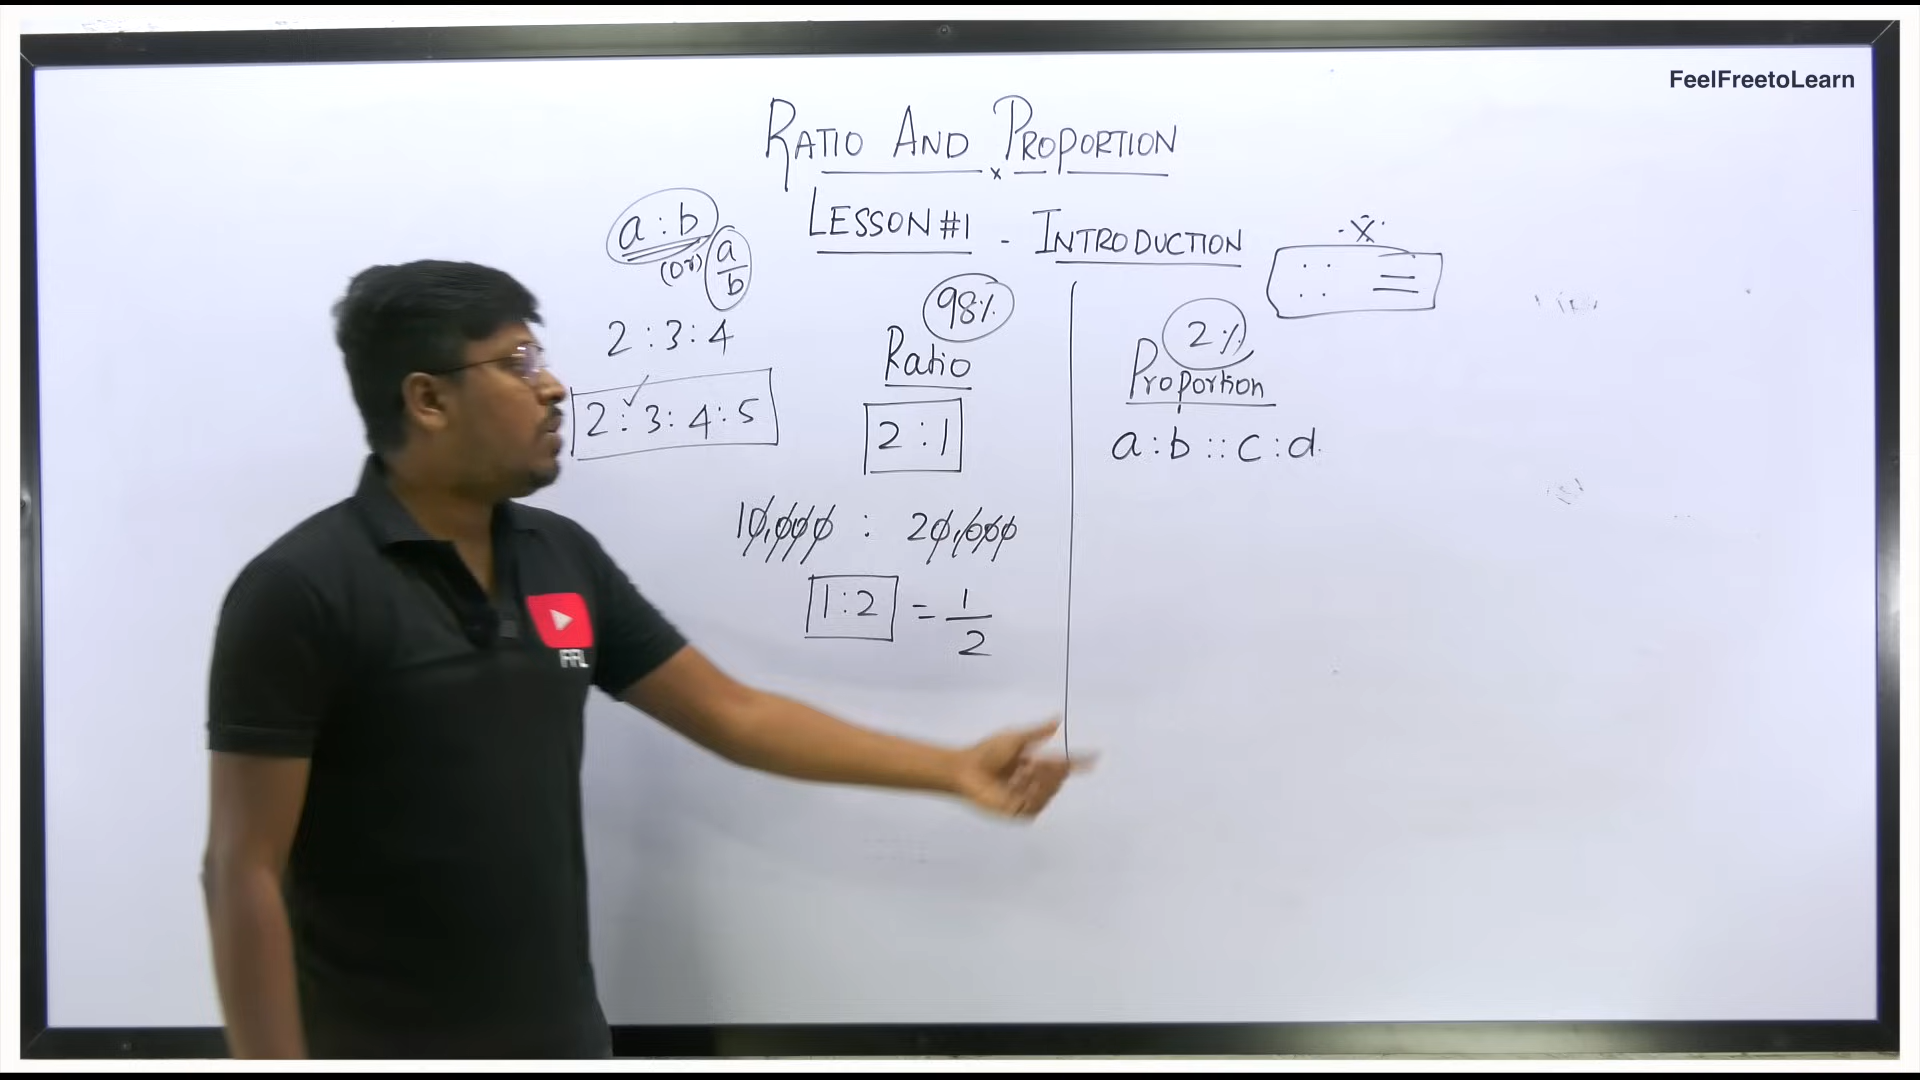 FeelFreetoLearn
RATIO AND PROPORTION
x
LESSON #1 - INTRODUCTION
a : b
(or) a/b
2 : 3 : 4
2 : 3 : 4 : 5
98%
Ratio
2 : 1
10,000 : 20,000
1:2 = 1/2
x
2%
Proportion
a : b :: c : d.
FFL